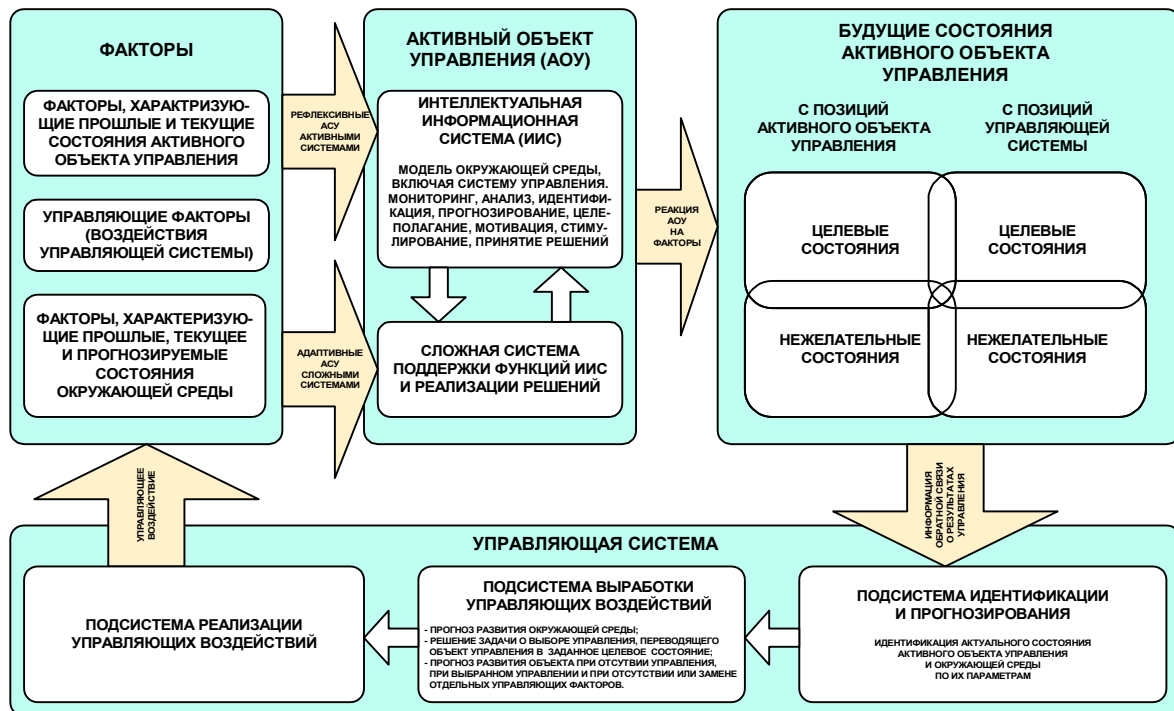 ФАКТОРЫ
ФАКТОРЫ, ХАРАКТРИЗУЮ-
ЩИЕ ПРОШЛЫЕ И ТЕКУЩИЕ
СОСТОЯНИЯ АКТИВНОГО
ОБЪЕКТА УПРАВЛЕНИЯ
УПРАВЛЯЮЩИЕ ФАКТОРЫ
(ВОЗДЕЙСТВИЯ
УПРАВЛЯЮЩЕЙ СИСТЕМЫ)
ФАКТОРЫ, ХАРАКТЕРИЗУЮ-
ЩИЕ ПРОШЛЫЕ, ТЕКУЩЕЕ
И ПРОГНОЗИРУЕМЫЕ
СОСТОЯНИЯ
ОКРУЖАЮЩЕЙ СРЕДЫ
РЕФЛЕКСИВНЫЕ
АСУ
АКТИВНЫМИ
СИСТЕМАМИ
АДАПТИВНЫЕ
АСУ
СЛОЖНЫМИ
СИСТЕМАМИ
АКТИВНЫЙ ОБЪЕКТ
УПРАВЛЕНИЯ (АОУ)
ИНТЕЛЛЕКТУАЛЬНАЯ
ИНФОРМАЦИОННАЯ
СИСТЕМА (ИИС)
МОДЕЛЬ ОКРУЖАЮЩЕЙ СРЕДЫ,
ВКЛЮЧАЯ СИСТЕМУ УПРАВЛЕНИЯ.
МОНИТОРИНГ, АНАЛИЗ, ИДЕНТИФИ-
КАЦИЯ, ПРОГНОЗИРОВАНИЕ, ЦЕЛЕ-
ПОЛАГАНИЕ, МОТИВАЦИЯ, СТИМУ-
ЛИРОВАНИЕ, ПРИНЯТИЕ РЕШЕНИЙ
СЛОЖНАЯ СИСТЕМА
ПОДДЕРЖКИ ФУНКЦИЙ ИИС
И РЕАЛИЗАЦИИ РЕШЕНИЙ
РЕАКЦИЯ
АОУ
НА
ФАКТОРЫ
БУДУЩИЕ СОСТОЯНИЯ
АКТИВНОГО ОБЪЕКТА
УПРАВЛЕНИЯ
С ПОЗИЦИЙ
АКТИВНОГО ОБЪЕКТА
УПРАВЛЕНИЯ
С ПОЗИЦИЙ
УПРАВЛЯЮЩЕЙ
СИСТЕМЫ
ЦЕЛЕВЫЕ
СОСТОЯНИЯ
ЦЕЛЕВЫЕ
СОСТОЯНИЯ
НЕЖЕЛАТЕЛЬНЫЕ
СОСТОЯНИЯ
НЕЖЕЛАТЕЛЬНЫЕ
СОСТОЯНИЯ
УПРАВЛЯЮЩЕЕ
ВОЗДЕЙСТВИЕ
ИНФОРМАЦИЯ
ОБРАТНОЙ СВЯЗИ
О РЕЗУЛЬТАТАХ
УПРАВЛЕНИЯ
УПРАВЛЯЮЩАЯ СИСТЕМА
ПОДСИСТЕМА РЕАЛИЗАЦИИ
УПРАВЛЯЮЩИХ ВОЗДЕЙСТВИЙ
ПОДСИСТЕМА ВЫРАБОТКИ
УПРАВЛЯЮЩИХ ВОЗДЕЙСТВИЙ
- ПРОГНОЗ РАЗВИТИЯ ОКРУЖАЮЩЕЙ СРЕДЫ;
- РЕШЕНИЕ ЗАДАЧИ О ВЫБОРЕ УПРАВЛЕНИЯ, ПЕРЕВОДЯЩЕГО
ОБЪЕКТ УПРАВЛЕНИЯ В ЗАДАННОЕ ЦЕЛЕВОЕ СОСТОЯНИЕ;
- ПРОГНОЗ РАЗВИТИЯ ОБЪЕКТА ПРИ ОТСУТВИИ УПРАВЛЕНИЯ,
ПРИ ВЫБРАННОМ УПРАВЛЕНИИ И ПРИ ОТСУТСТВИИ ИЛИ ЗАМЕНЕ
ОТДЕЛЬНЫХ УПРАВЛЯЮЩИХ ФАКТОРОВ.
ПОДСИСТЕМА ИДЕНТИФИКАЦИИ
И ПРОГНОЗИРОВАНИЯ
ИДЕНТИФИКАЦИЯ АКТУАЛЬНОГО СОСТОЯНИЯ
АКТИВНОГО ОБЪЕКТА УПРАВЛЕНИЯ
И ОКРУЖАЮЩЕЙ СРЕДЫ
ПО ИХ ПАРАМЕТРАМ